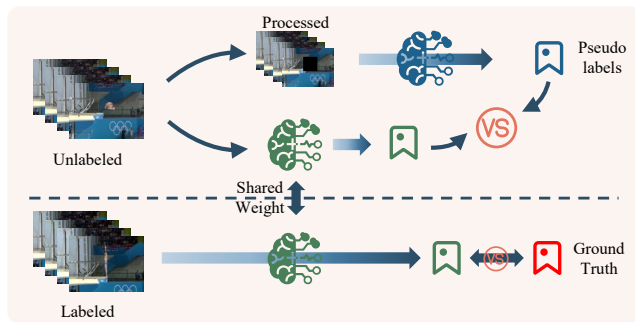 Processed
Pseudo
labels
VS
Unlabeled
Shared
Weight
VS
Ground
Truth
Labeled